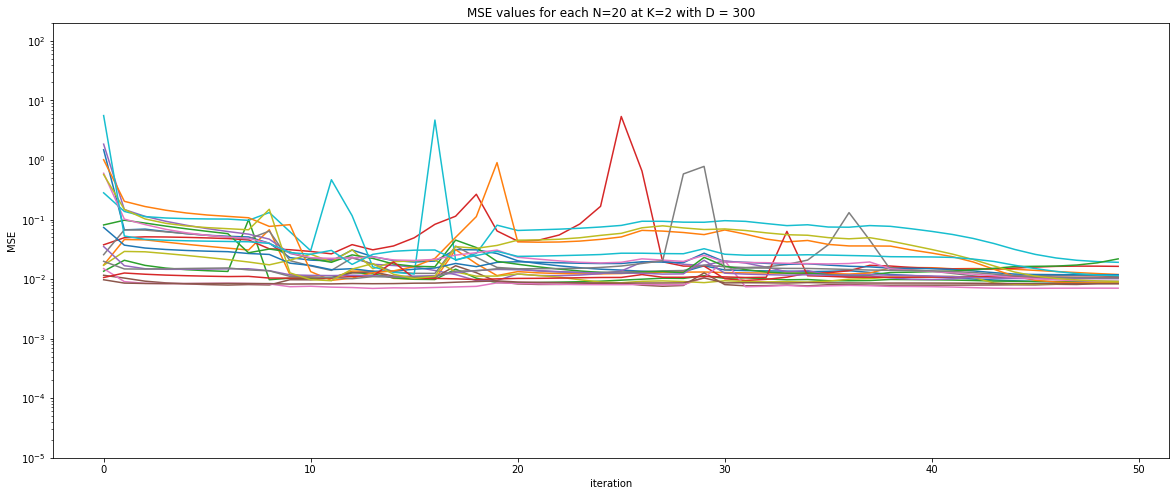 MSE values for each N=20 at K=2 with D = 300
10²
10¹
10⁰
10⁻¹
10⁻²
10⁻³
10⁻⁴
10⁻⁵
MSE
0 10 20 30 40 50
iteration